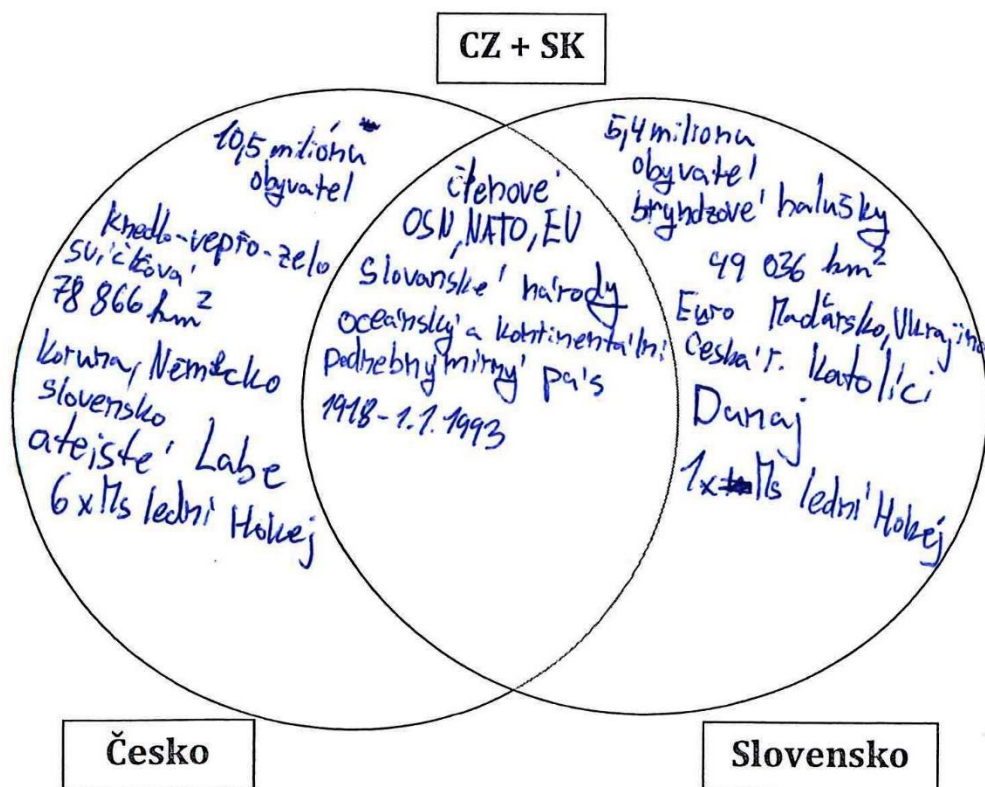 CZ + SK
10,5 miliónu
obyvatel
knedlo-vepřo-zelo
svíčková
78 866 km²
koruna, Německo
slovensko
ateisté Labe
6 x Ms lední Hokej
členové
OSN, NATO, EU
slovanské národy
oceánský a kontinentální
podnebný mírný pás
1918 - 1.1.1993
5,4 milionu
obyvatel
bryndzové halušky
49 036 km²
Euro Maďarsko, Ukrajina
česká r. katolíci
Dunaj
1x Ms lední Hokej
Česko
Slovensko